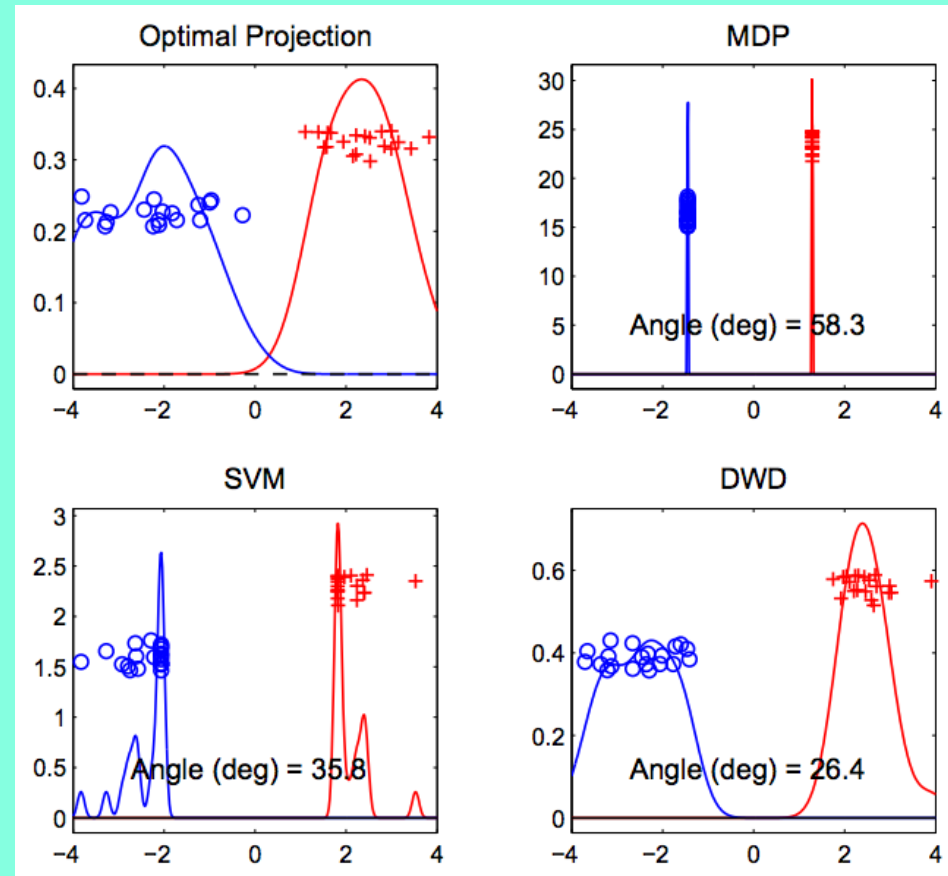 Optimal Projection
MDP
0.4
0.3
0.2
0.1
0
−4 −2 0 2 4
30
25
20
15
10
5
0
Angle (deg) = 58.3
−4 −2 0 2 4
SVM
DWD
3
2.5
2
1.5
1
0.5
0
Angle (deg) = 35.8
−4 −2 0 2 4
0.6
0.4
0.2
0
Angle (deg) = 26.4
−4 −2 0 2 4